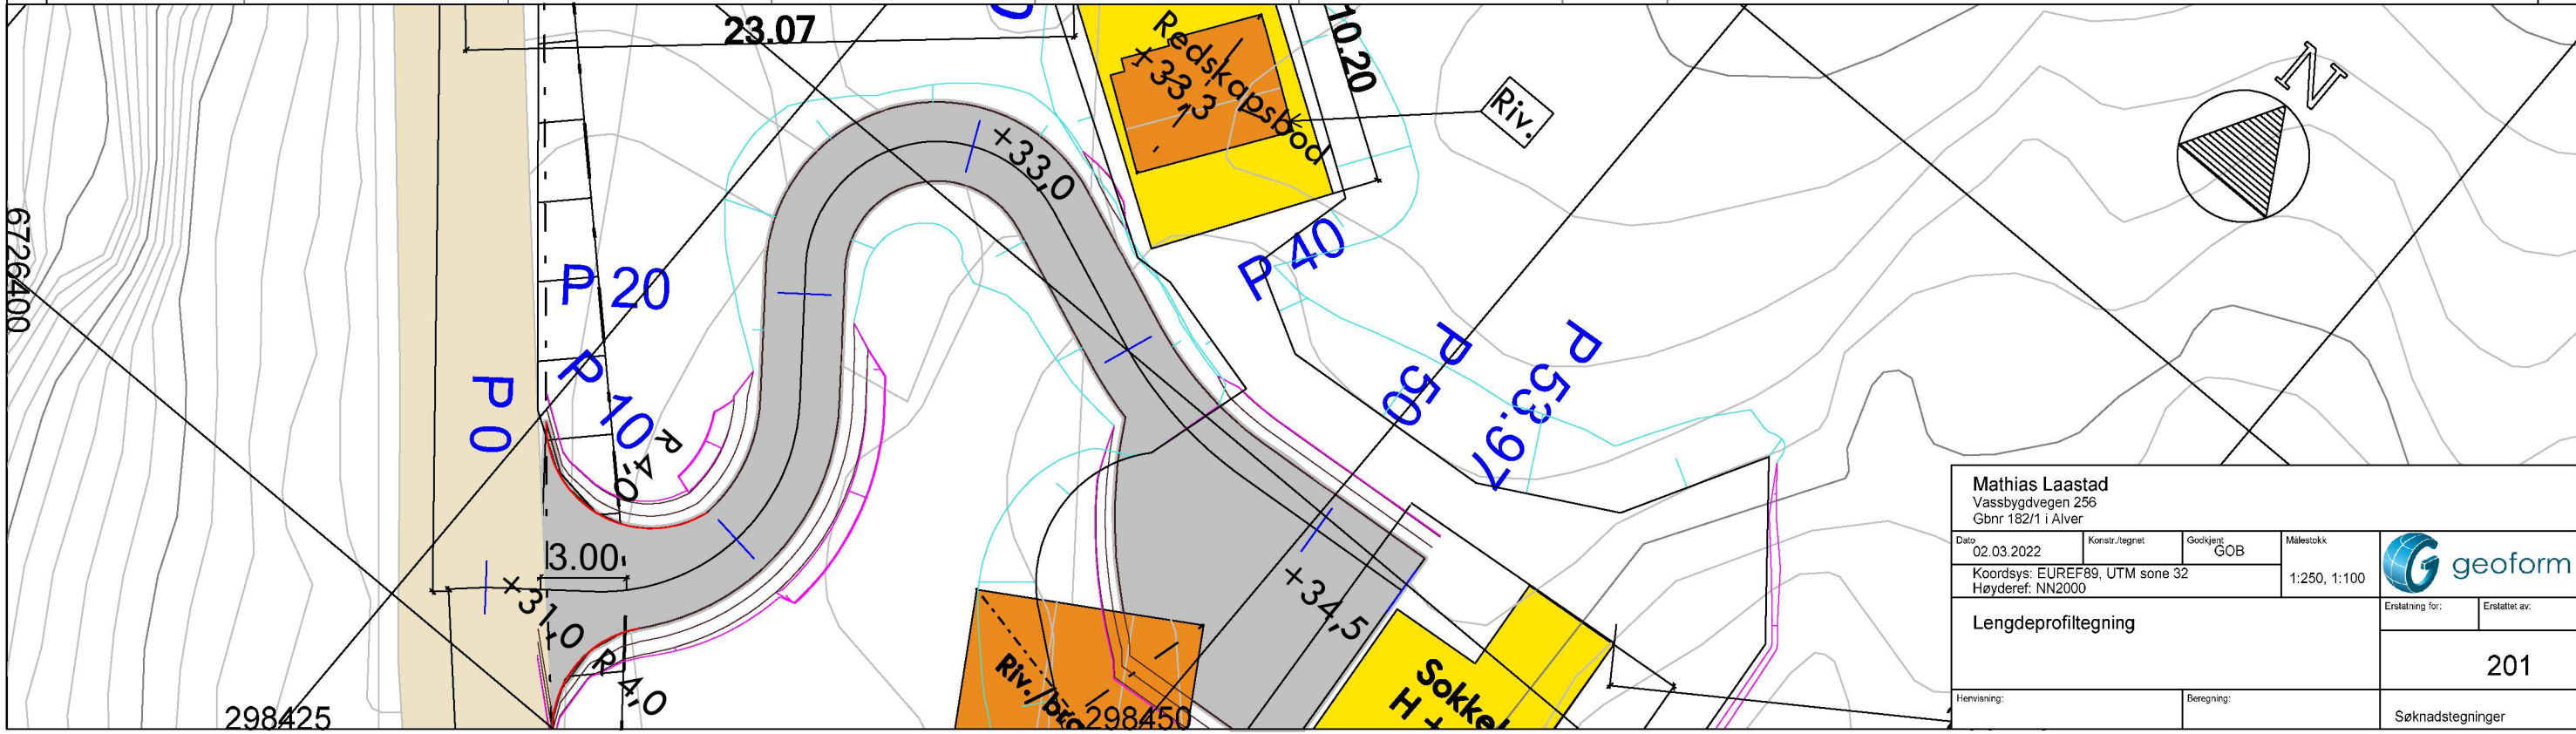 23.07
10.20
Redskapsbod
+33,3
Riv.
N
+33,0
6726400
P 20
P 40
P 10
P 0
P 50
P 53.97
R 4,0
3.00
+31,0
R 4,0
+34,5
Riv./bra
Sokkel
H +
298425
298450
Mathias Laastad
Vassbygdvegen 256
Gbnr 182/1 i Alver
Dato
02.03.2022
Konstr./tegnet
Godkjent
GOB
Målestokk
1:250, 1:100
geoform
Koordsys: EUREF89, UTM sone 32
Høyderef: NN2000
Lengdeprofiltegning
Erstatning for:
Erstattet av:
201
Henvisning:
Beregning:
Søknadstegninger